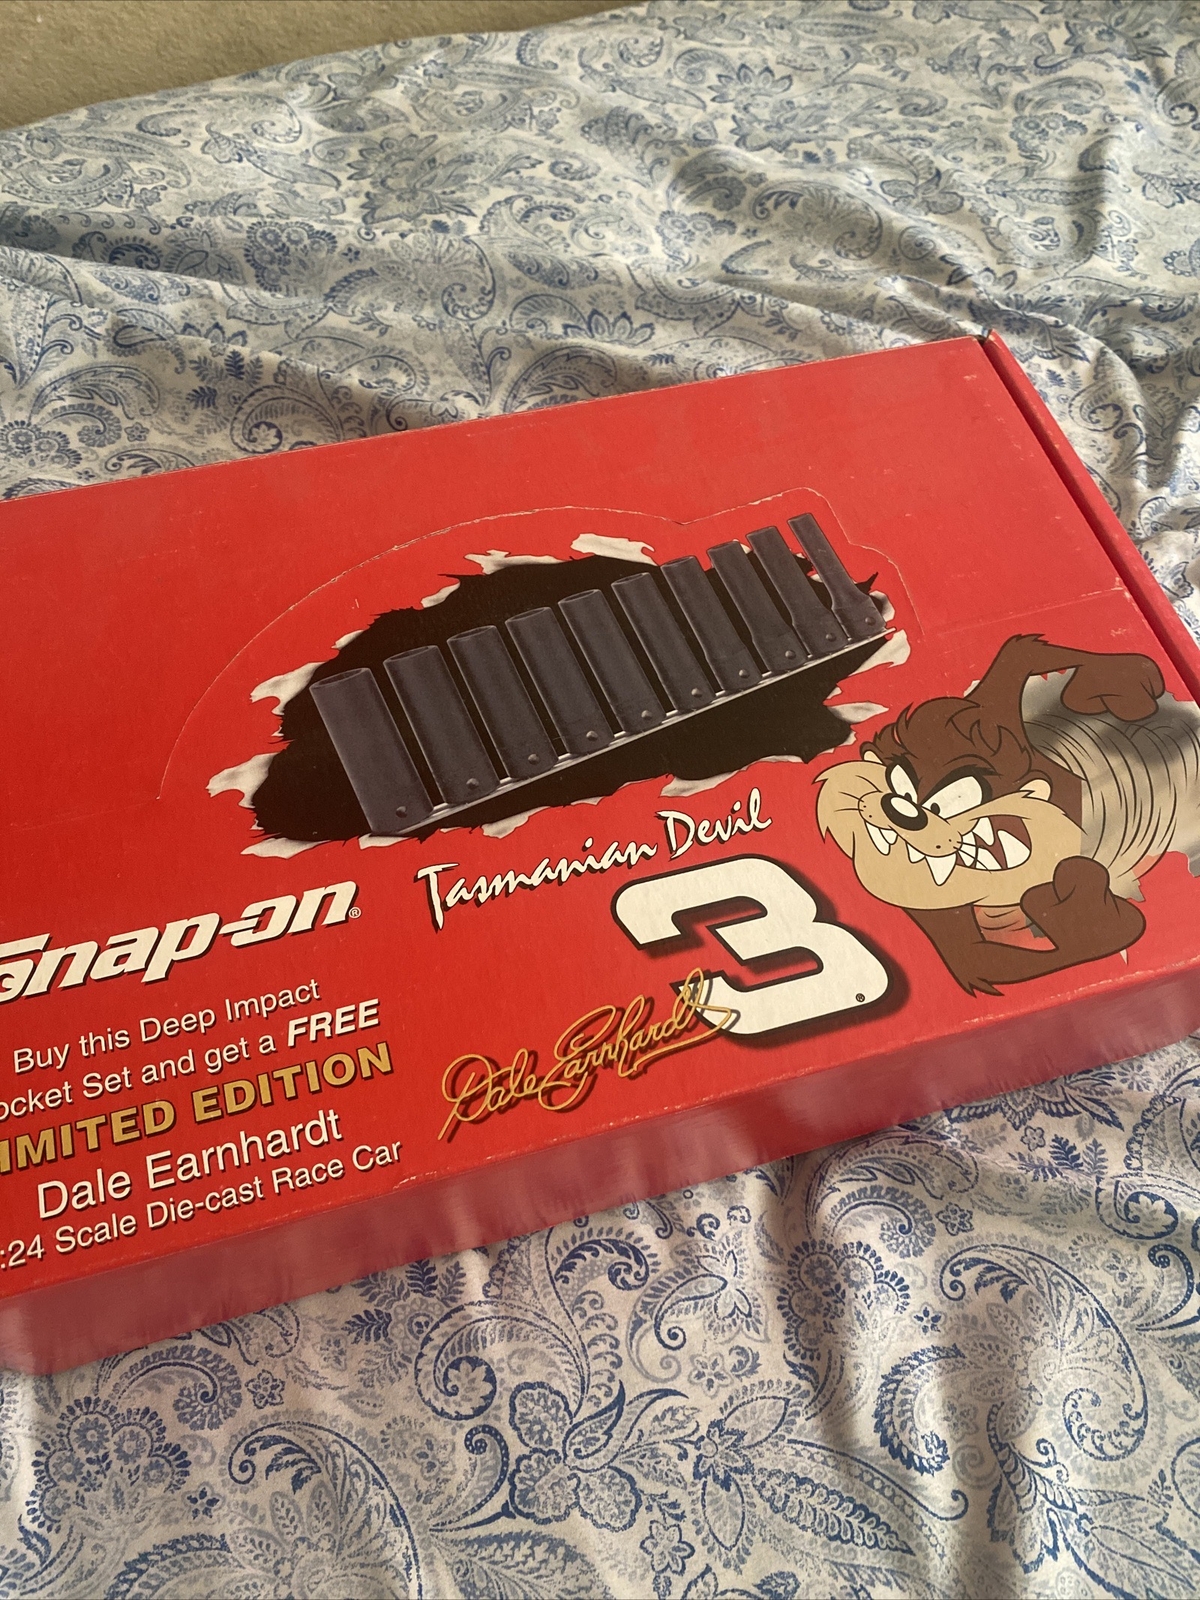 Tasmanian Devil
3
Dale Earnhardt
Snap-on®
Buy this Deep Impact
ocket Set and get a FREE
IMITED EDITION
Dale Earnhardt
:24 Scale Die-cast Race Car